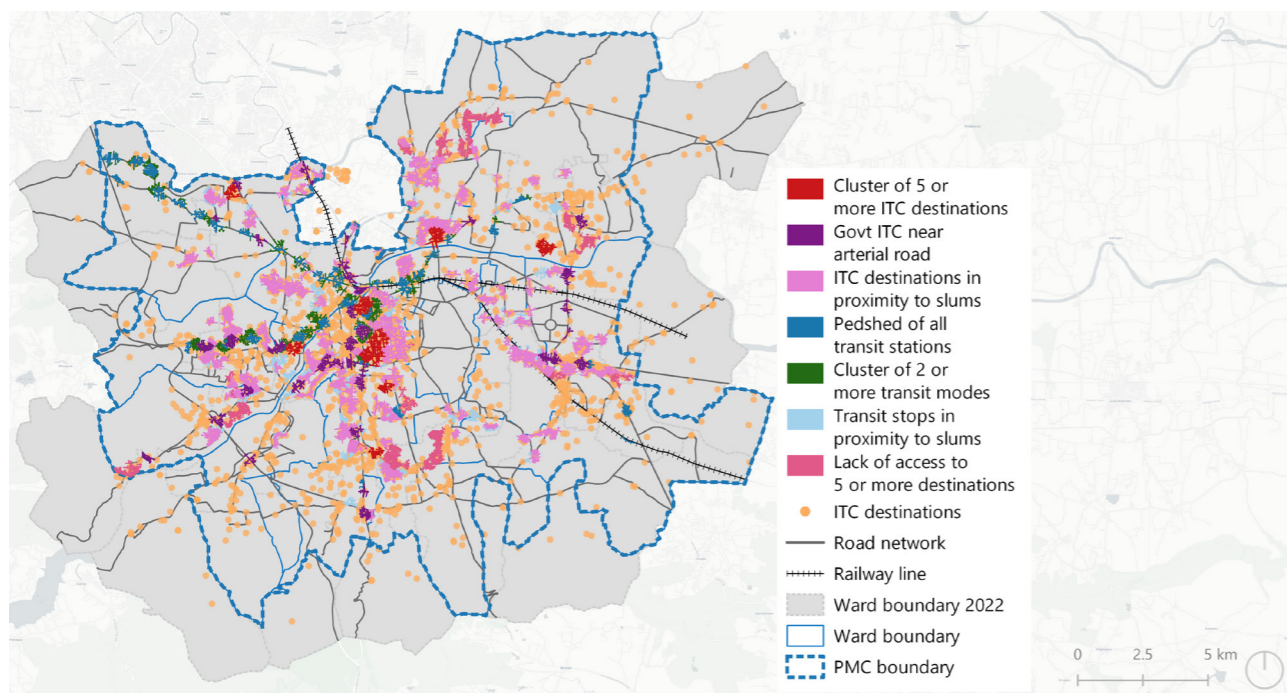 Cluster of 5 or
more ITC destinations
Govt ITC near
arterial road
ITC destinations in
proximity to slums
Pedshed of all
transit stations
Cluster of 2 or
more transit modes
Transit stops in
proximity to slums
Lack of access to
5 or more destinations
ITC destinations
Road network
Railway line
Ward boundary 2022
Ward boundary
PMC boundary
0 2.5 5 km